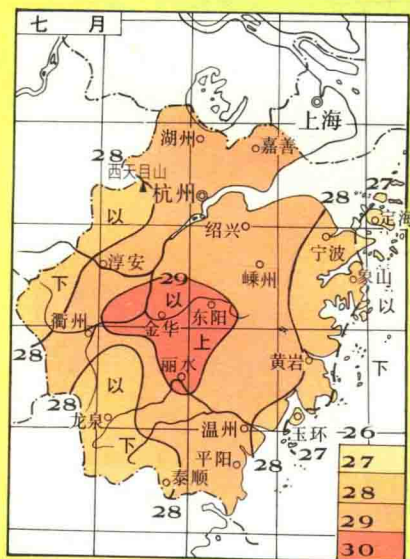 七 月
上海
湖州
嘉善
28
西天目山
杭州
28
27
以
定海
绍兴
宁波
下
淳安
嵊州
象山
29
以
以
衢州
金华
东阳
上
28
下
丽水
黄岩
以
28
龙泉
下
温州
玉环
26
27
28
27
平阳
28
泰顺
28
29
30